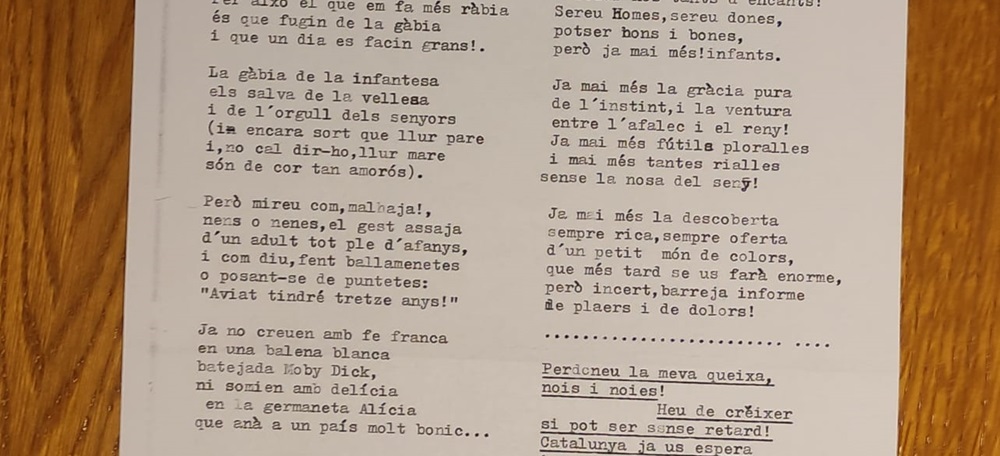 Per això el que em fa més ràbia
és que fugin de la gàbia
i que un dia es facin grans!.
La gàbia de la infantesa
els salva de la vellesa
i de l'orgull dels senyors
(in encara sort que llur pare
i,no cal dir-ho,llur mare
són de cor tan amorós).
Però mireu com,malhaja!,
nens o nenes,el gest assaja
d'un adult tot ple d'afanys,
i com diu,fent ballamenetes
o posant-se de puntetes:
"Aviat tindré tretze anys!"
Ja no creuen amb fe franca
en una balena blanca
batejada Moby Dick,
ni somien amb delícia
en la germaneta Alícia
que anà a un país molt bonic...
tants d'encants!
Sereu Homes,sereu dones,
potser bons i bones,
però ja mai més!infants.
Ja mai més la gràcia pura
de l'instint,i la ventura
entre l'afalec i el reny!
Ja mai més fútils ploralles
i mai més tantes rialles
sense la nosa del seny!
Ja mai més la descoberta
sempre rica,sempre oferta
d'un petit món de colors,
que més tard se us farà enorme,
però incert,barreja informe
de plaers i de dolors!
........................ ....
Perdoneu la meva queixa,
nois i noies!
Heu de créixer
si pot ser sense retard!
Catalunya ja us espera